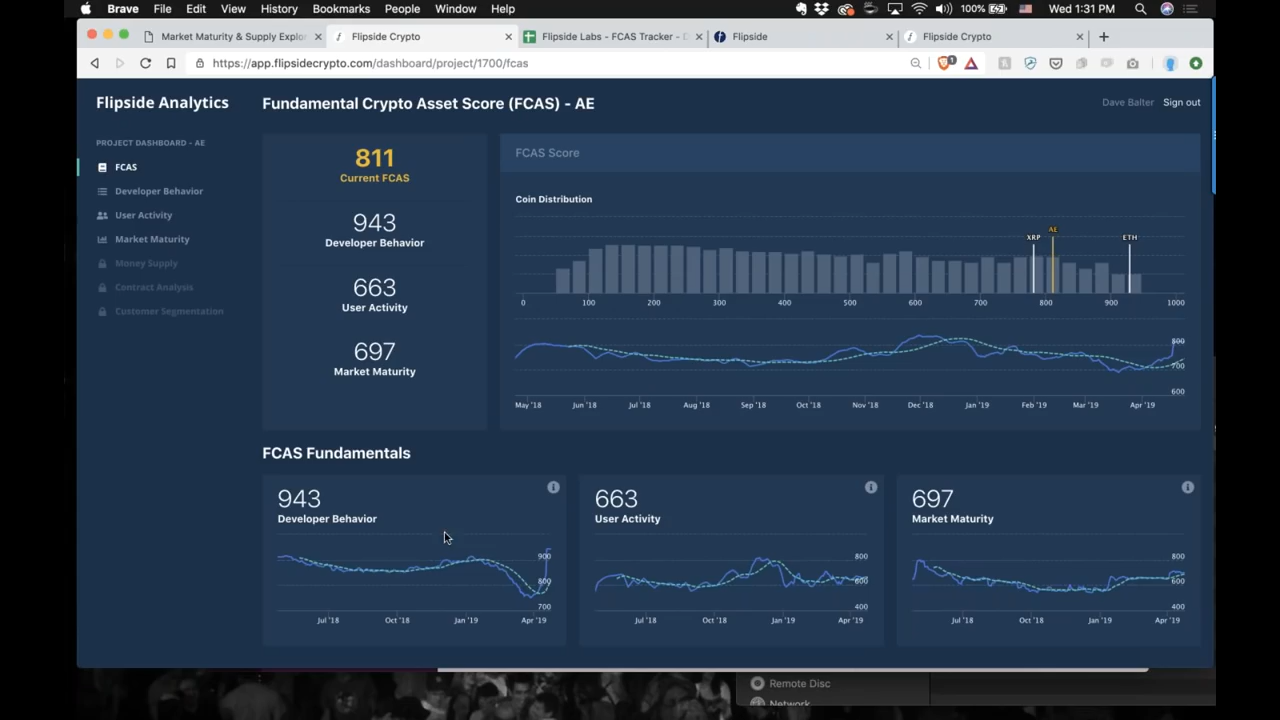 Brave File Edit View History Bookmarks People Window Help 100% Wed 1:31 PM
Market Maturity & Supply Explor
Flipside Crypto
Flipside Labs - FCAS Tracker -
Flipside
Flipside Crypto
https://app.flipsidecrypto.com/dashboard/project/1700/fcas
1
Flipside Analytics
Fundamental Crypto Asset Score (FCAS) - AE
Dave Balter Sign out
PROJECT DASHBOARD - AE
FCAS
Developer Behavior
User Activity
Market Maturity
Money Supply
Contract Analysis
Customer Segmentation
811
Current FCAS
943
Developer Behavior
663
User Activity
697
Market Maturity
FCAS Score
Coin Distribution
XRP AE ETH
0 100 200 300 400 500 600 700 800 900 1000
800
700
600
May '18 Jun '18 Jul '18 Aug '18 Sep '18 Oct '18 Nov '18 Dec '18 Jan '19 Feb '19 Mar '19 Apr '19
FCAS Fundamentals
943
Developer Behavior
900
800
700
Jul '18 Oct '18 Jan '19 Apr '19
663
User Activity
800
600
400
Jul '18 Oct '18 Jan '19 Apr '19
697
Market Maturity
800
600
400
Jul '18 Oct '18 Jan '19 Apr '19
Remote Disc
Network